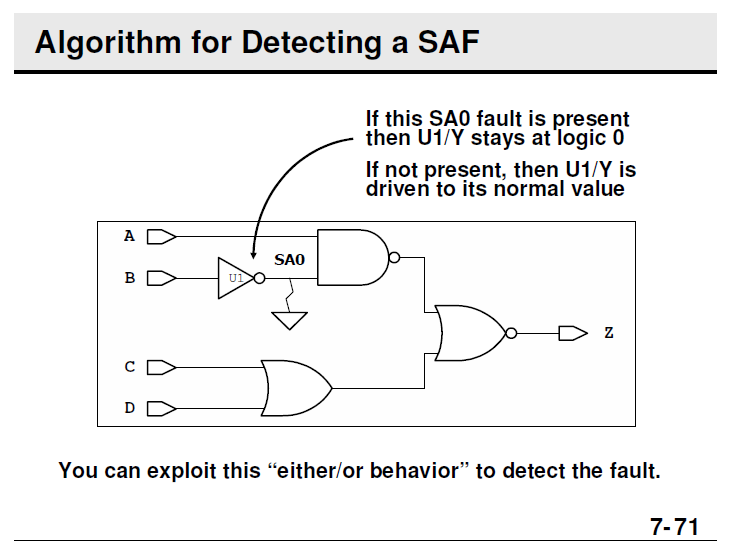 Algorithm for Detecting a SAF
If this SA0 fault is present
then U1/Y stays at logic 0
If not present, then U1/Y is
driven to its normal value
A
SA0
B
U1
Z
C
D
You can exploit this “either/or behavior” to detect the fault.
7-71